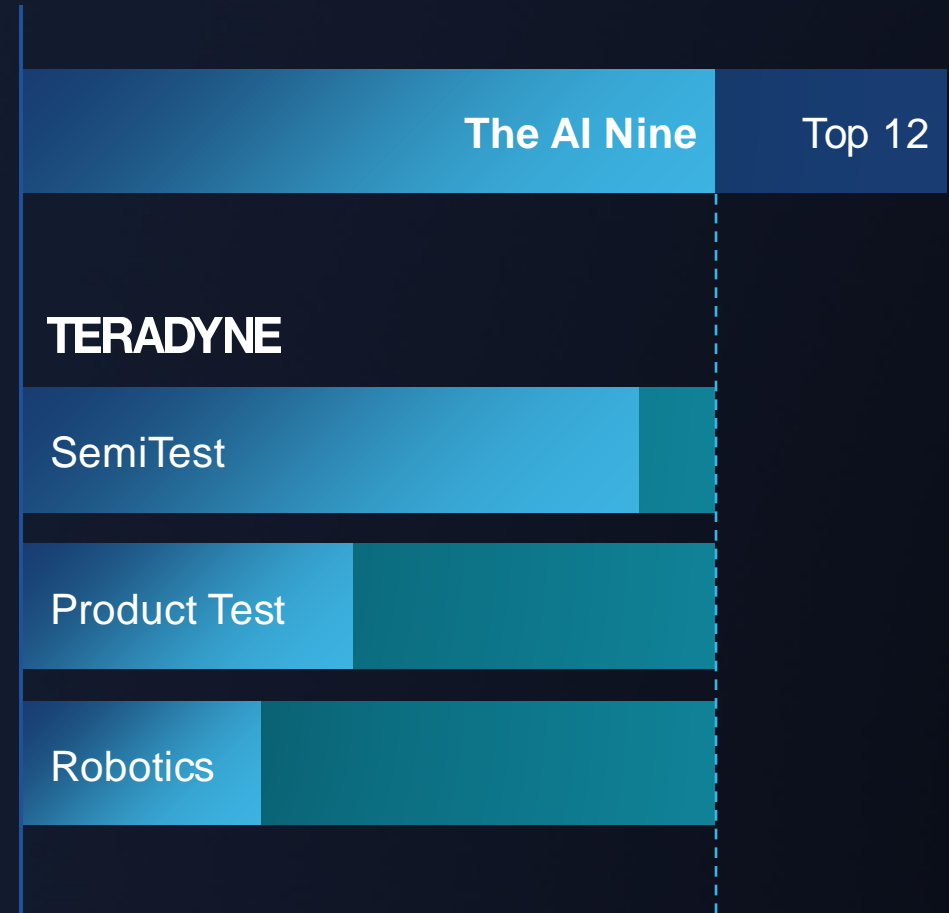 The AI Nine
Top 12
TERADYNE
SemiTest
Product Test
Robotics